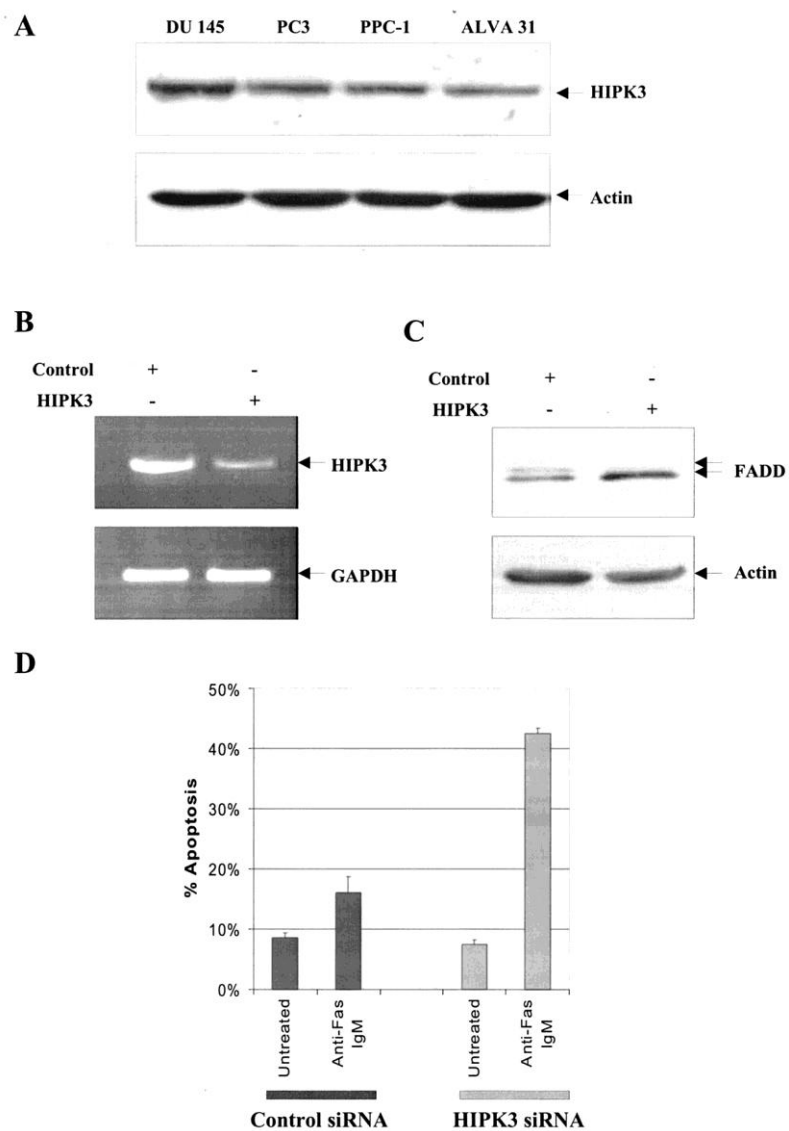 A
DU 145 PC3 PPC-1 ALVA 31
HIPK3
Actin
B
Control + -
HIPK3 - +
HIPK3
GAPDH
C
Control + -
HIPK3 - +
FADD
Actin
D
50%
40%
30%
20%
10%
0%
% Apoptosis
Untreated
Anti-Fas
IgM
Untreated
Anti-Fas
IgM
Control siRNA HIPK3 siRNA